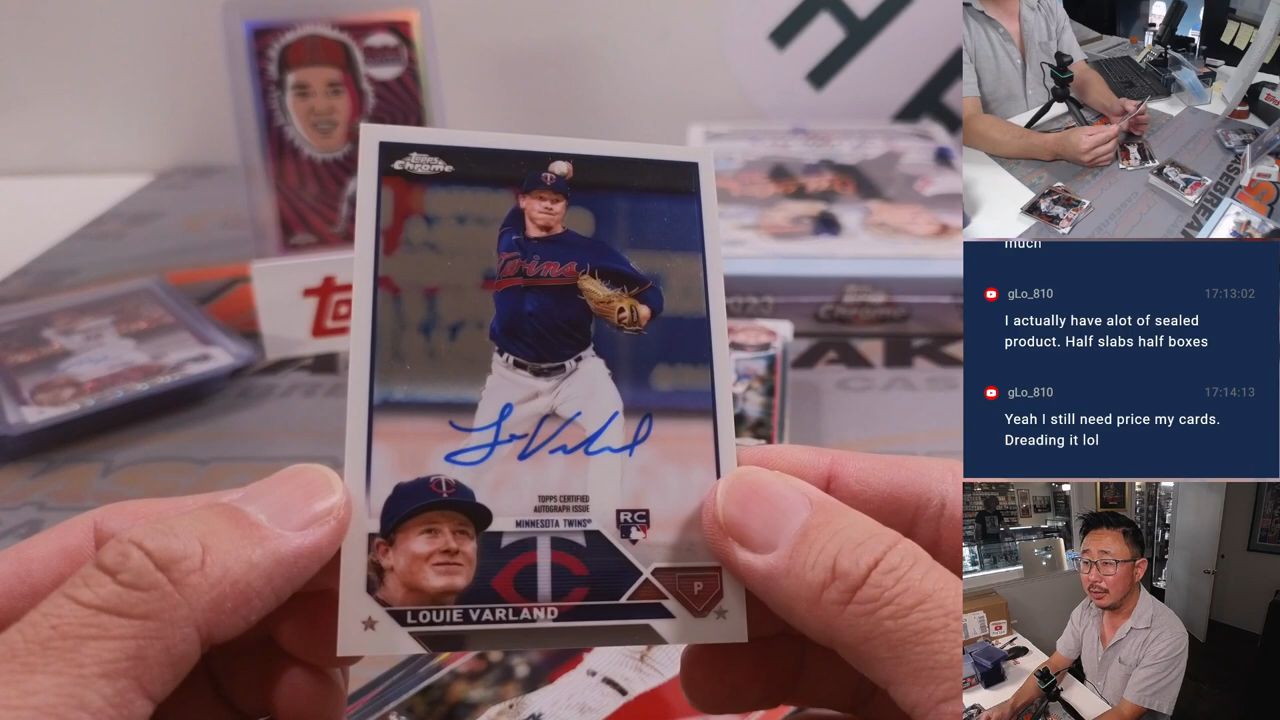 Topps
Chrome
Twins
TOPPS CERTIFIED
AUTOGRAPH ISSUE
MINNESOTA TWINS®
RC
P
LOUIE VARLAND
much
gLo_810
17:13:02
I actually have alot of sealed
product. Half slabs half boxes
gLo_810
17:14:13
Yeah I still need price my cards.
Dreading it lol